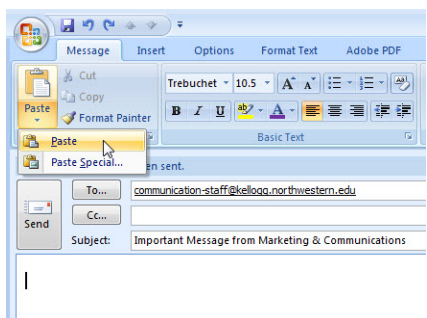 Message Insert Options Format Text Adobe PDF
Cut
Trebuchet 10.5 A A
Copy
Paste
Format Painter
B I U ab A
Basic Text
Paste
Paste Special...
en sent.
To... communication-staff@kellogg.northwestern.edu
Cc...
Send
Subject: Important Message from Marketing & Communications